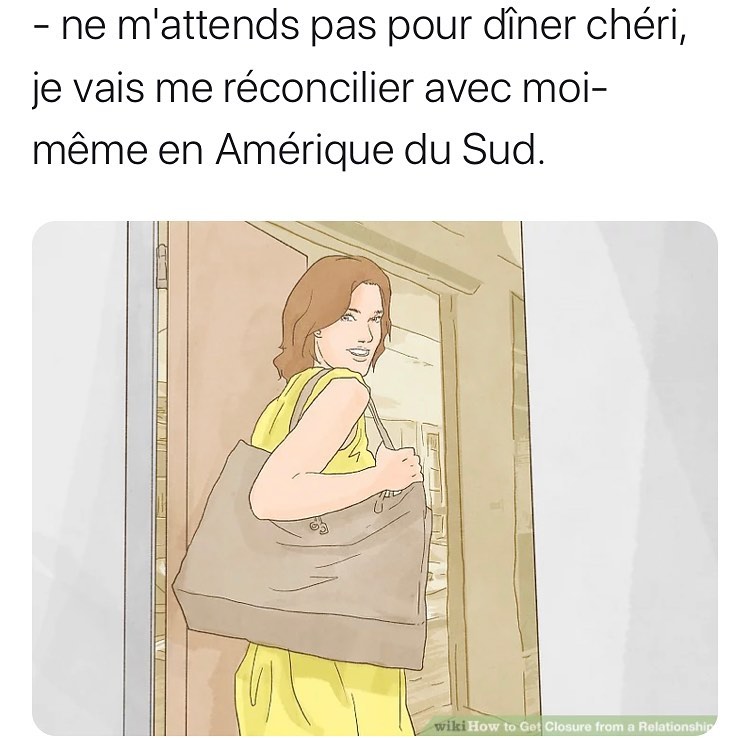 - ne m'attends pas pour dîner chéri,
je vais me réconcilier avec moi-
même en Amérique du Sud.
wikiHow to Get Closure from a Relationship